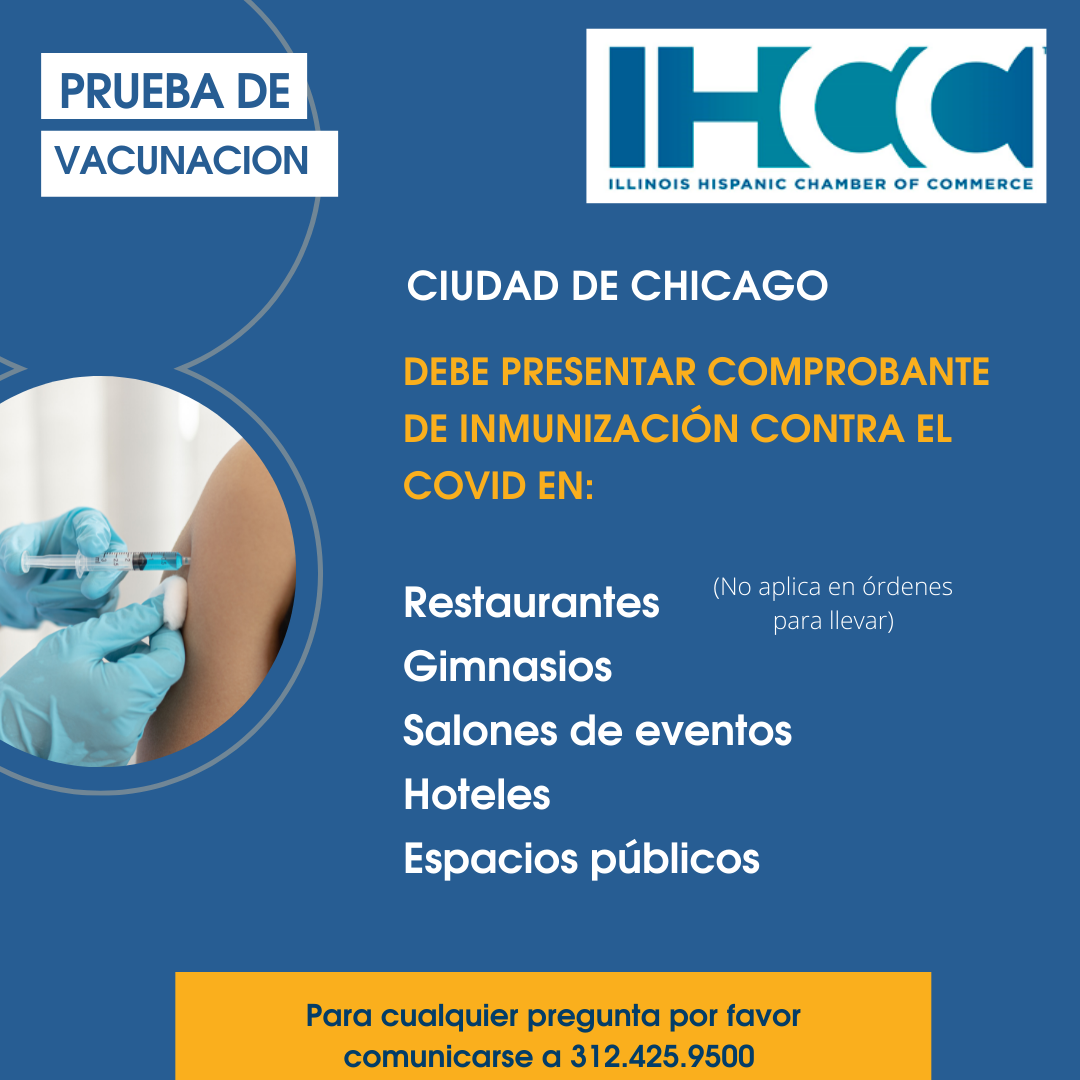 PRUEBA DE
VACUNACION
IHCC
ILLINOIS HISPANIC CHAMBER OF COMMERCE
CIUDAD DE CHICAGO
DEBE PRESENTAR COMPROBANTE
DE INMUNIZACIÓN CONTRA EL
COVID EN:
Restaurantes
(No aplica en órdenes
para llevar)
Gimnasios
Salones de eventos
Hoteles
Espacios públicos
Para cualquier pregunta por favor
comunicarse a 312.425.9500